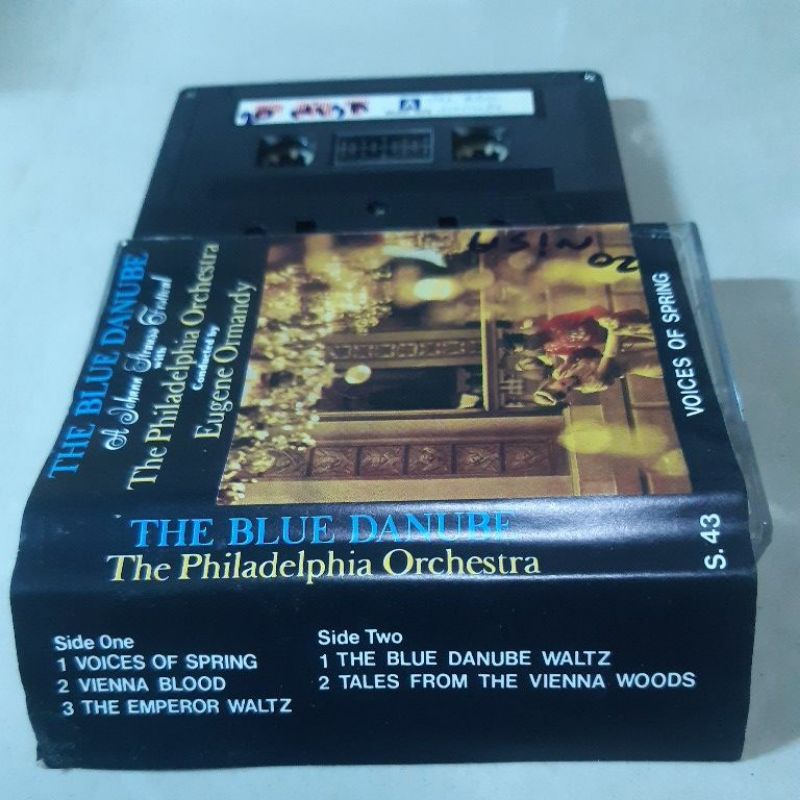 THE BLUE DANUBE
A Johann Strauss Festival
with
The Philadelphia Orchestra
Conducted by
Eugene Ormandy
VOICES OF SPRING
THE BLUE DANUBE
The Philadelphia Orchestra
S.43
Side One
1 VOICES OF SPRING
2 VIENNA BLOOD
3 THE EMPEROR WALTZ
Side Two
1 THE BLUE DANUBE WALTZ
2 TALES FROM THE VIENNA WOODS